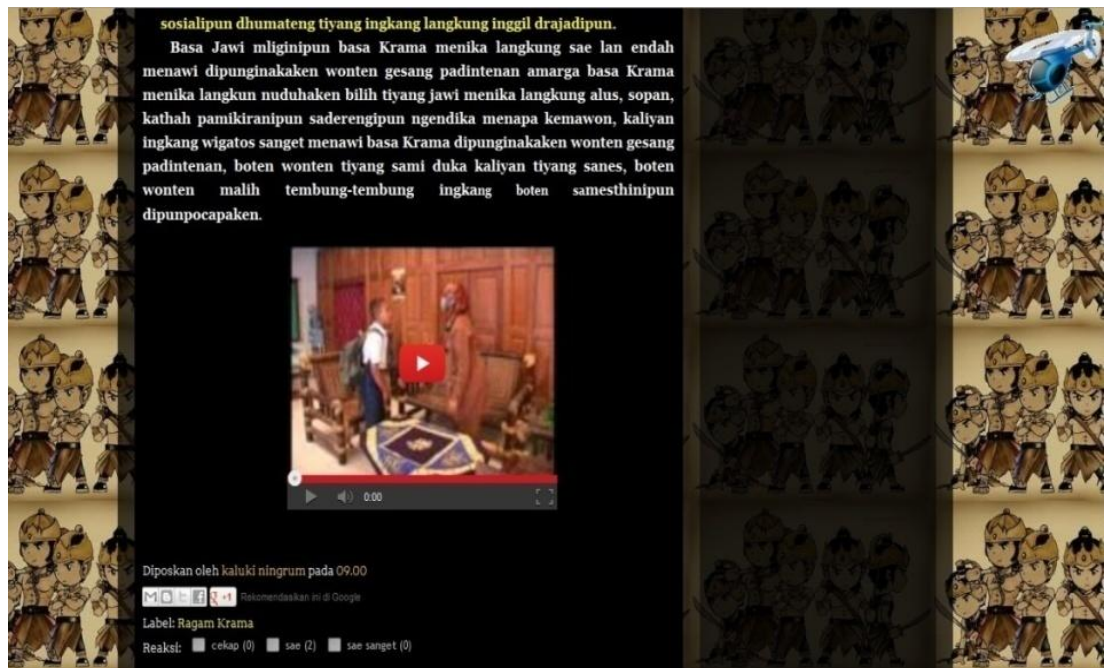 sosialipun dhumateng tiyang ingkang langkung inggil drajadipun.
Basa Jawi mliginipun basa Krama menika langkung sae lan endah
menawi dipunginakaken wonten gesang padintenan amarga basa Krama
menika langkun nuduhaken bilih tiyang jawi menika langkung alus, sopan,
kathah pamikiranipun saderengipun ngendika menapa kemawon, kaliyan
ingkang wigatos sanget menawi basa Krama dipunginakaken wonten gesang
padintenan, boten wonten tiyang sami duka kaliyan tiyang sanes, boten
wonten malih tembung-tembung ingkang boten samesthinipun
dipunpocapaken.
0:00
Diposkan oleh kaluki ningrum pada 09.00
+1 Rekomendasikan ini di Google
Label: Ragam Krama
Reaksi: cekap (0) sae (2) sae sanget (0)